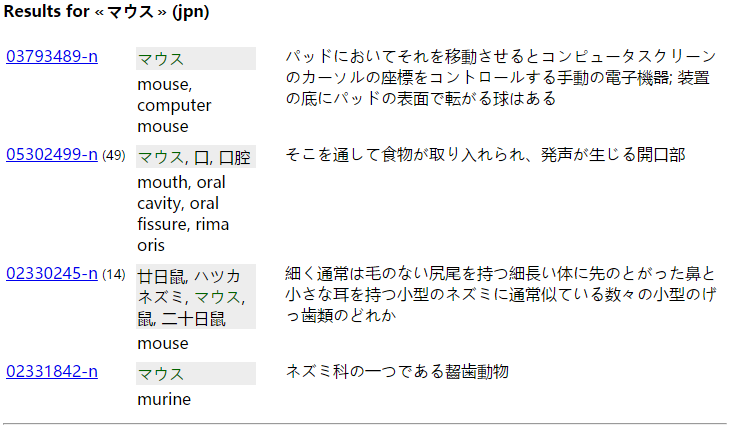 Results for «マウス» (jpn)
03793489-n
マウス
mouse,
computer
mouse
パッドにおいてそれを移動させるとコンピュータスクリーン
のカーソルの座標をコントロールする手動の電子機器; 装置
の底にパッドの表面で転がる球はある
05302499-n (49)
マウス, 口, 口腔
mouth, oral
cavity, oral
fissure, rima
oris
そこを通して食物が取り入れられ、発声が生じる開口部
02330245-n (14)
廿日鼠, ハツカ
ネズミ, マウス,
鼠, 二十日鼠
mouse
細く通常は毛のない尻尾を持つ細長い体に先のとがった鼻と
小さな耳を持つ小型のネズミに通常似ている数々の小型のげ
っ歯類のどれか
02331842-n
マウス
murine
ネズミ科の一つである齧歯動物